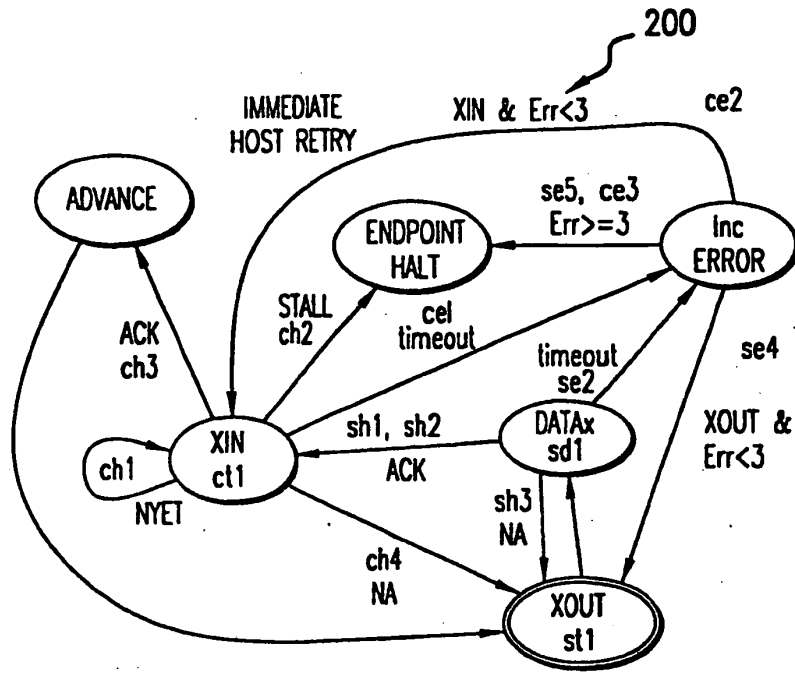 200
IMMEDIATE
HOST RETRY
XIN & Err<3
ce2
ADVANCE
ENDPOINT
HALT
se5, ce3
Err>=3
Inc
ERROR
ACK
ch3
STALL
ch2
ce1
timeout
timeout
se2
se4
XOUT &
Err<3
XIN
ct1
sh1, sh2
ACK
DATAx
sd1
ch1
NYET
sh3
NA
ch4
NA
XOUT
st1